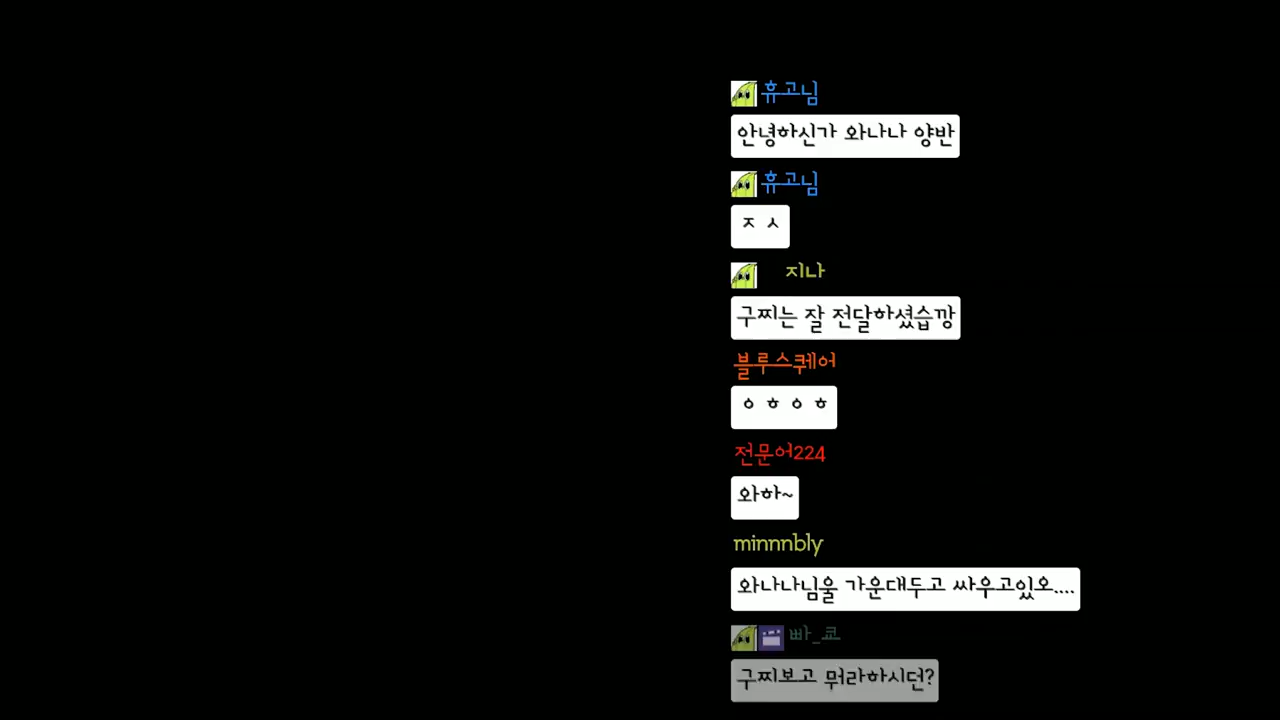 휴고님
안녕하신가 와나나 양반
휴고님
ㅈㅅ
지나
구찌는 잘 전달하셨습깡
블루스퀘어
ㅇㅎㅇㅎ
전문어224
와하~
minnnbly
와나나님울 가운대두고 싸우고있오....
빠_쿄
구찌보고 뭐라하시던?